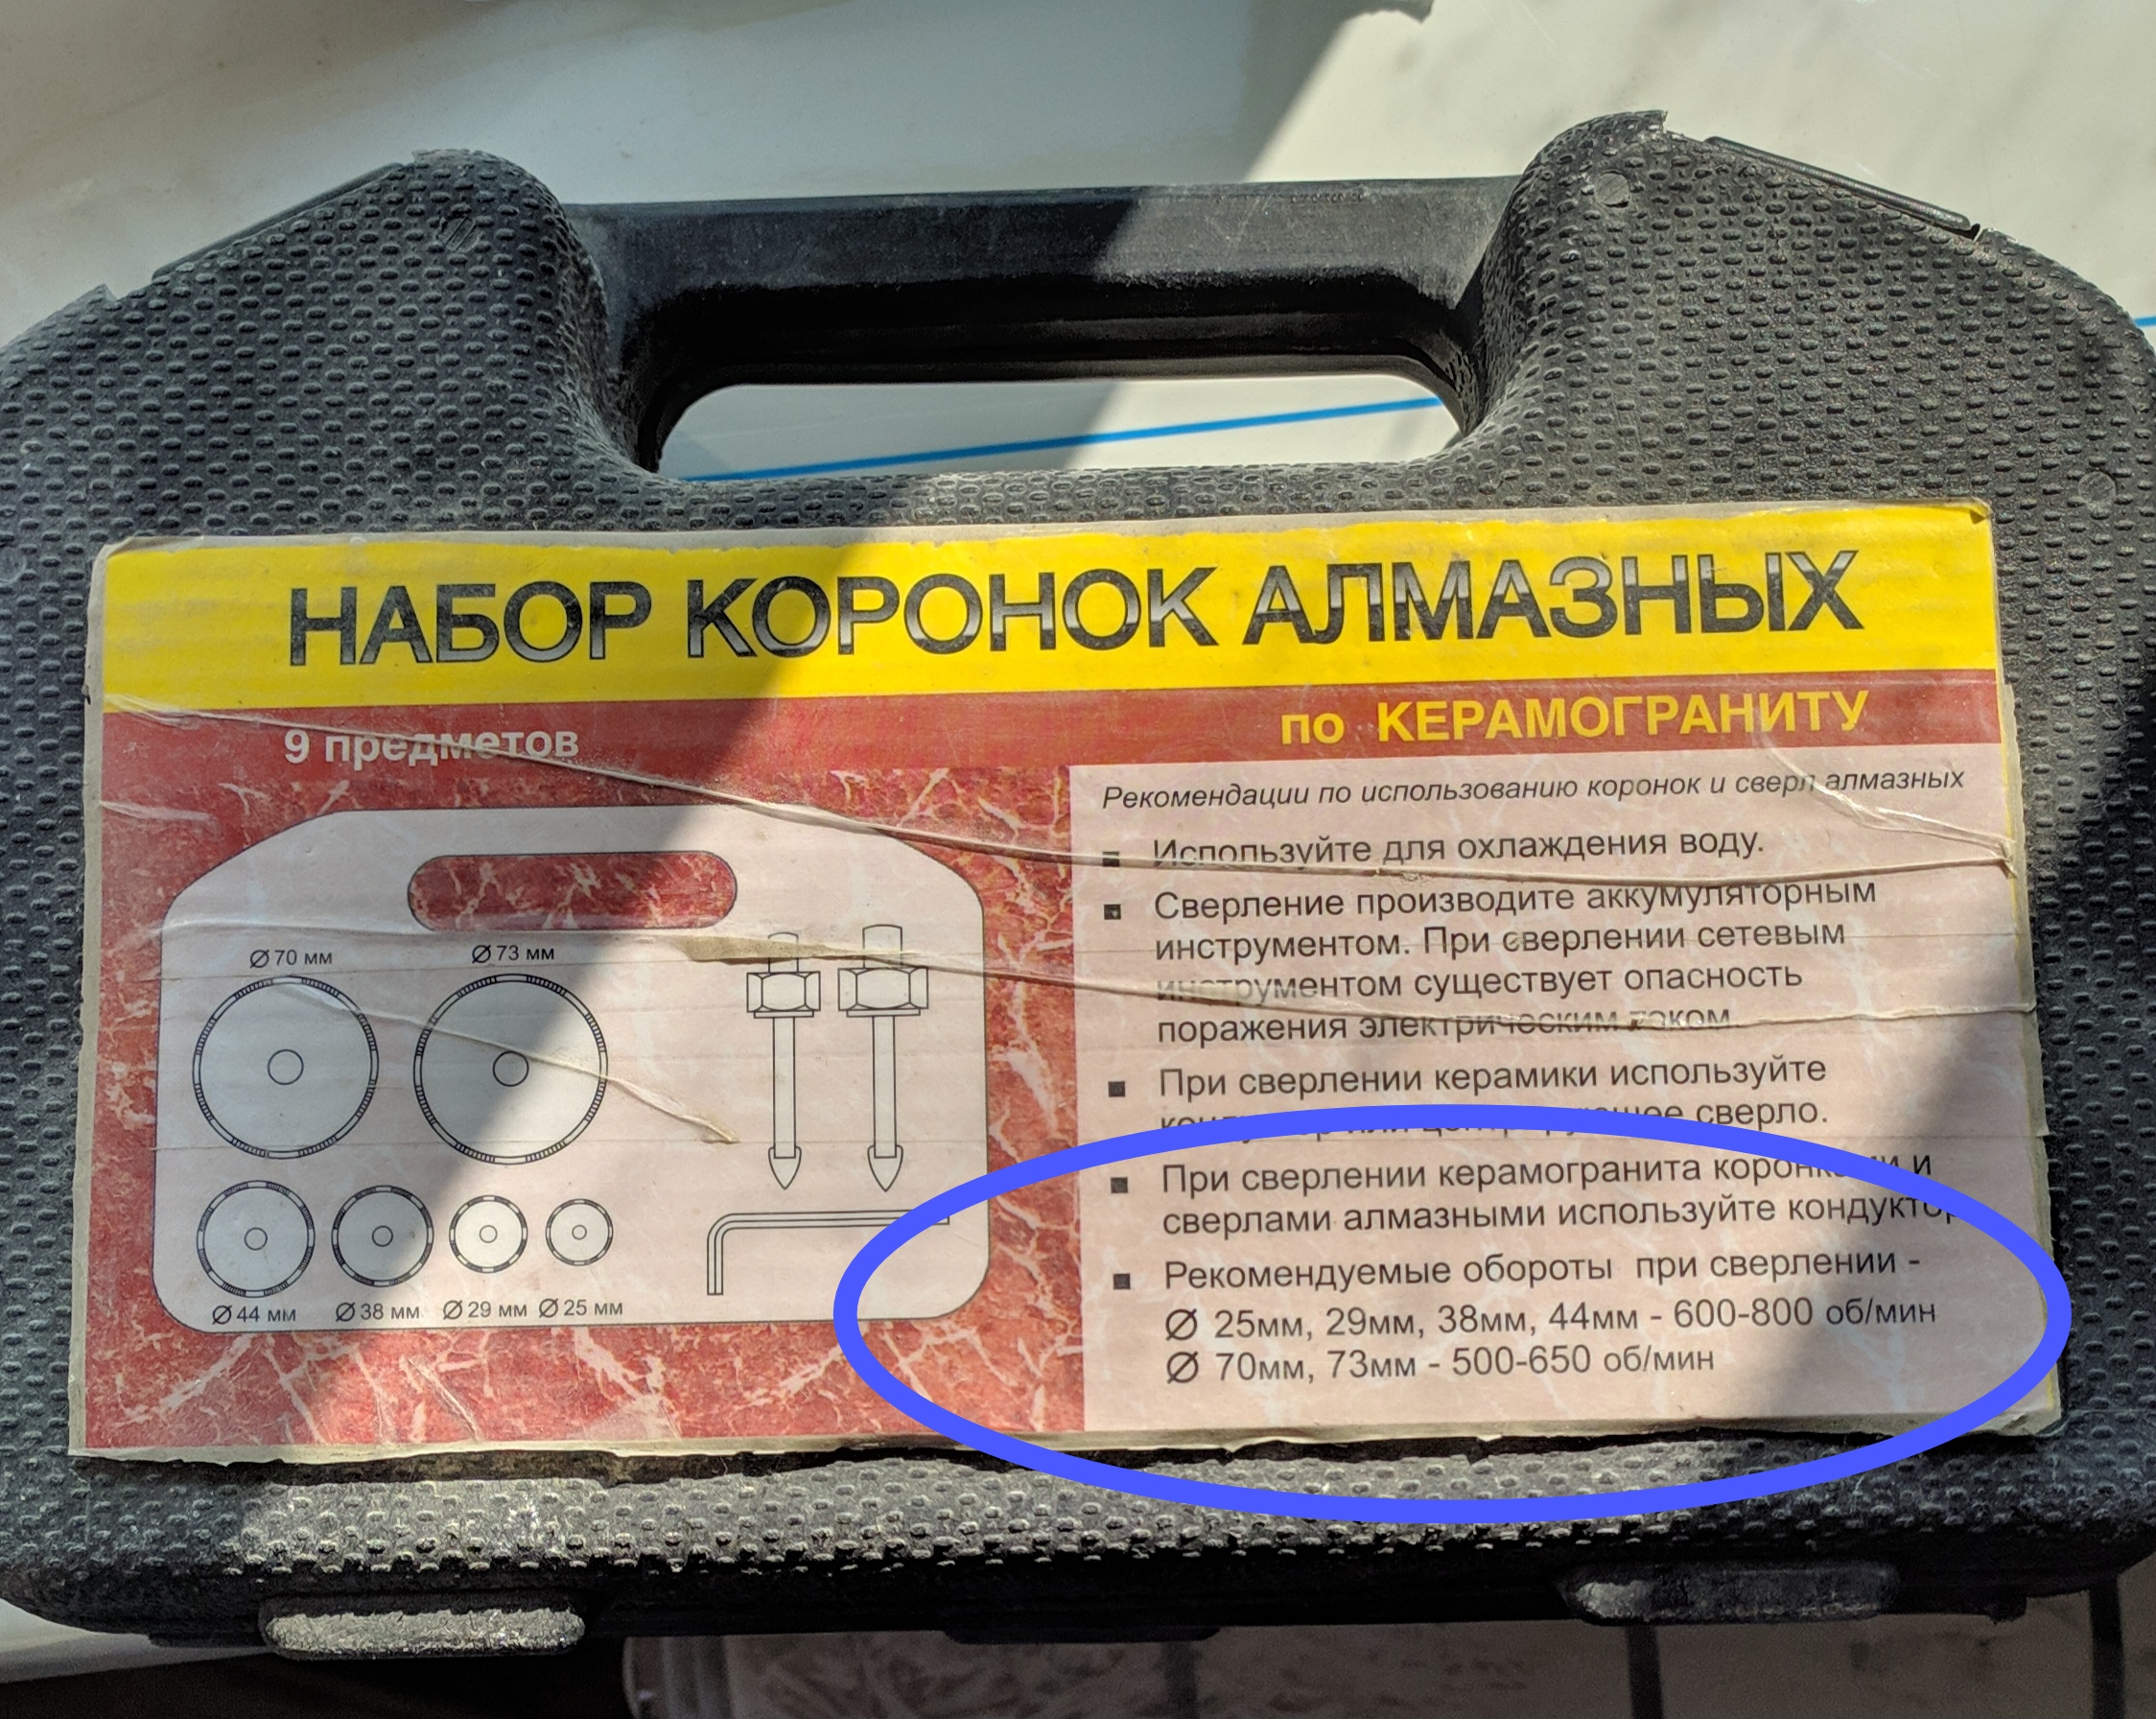 НАБОР КОРОНОК АЛМАЗНЫХ
по КЕРАМОГРАНИТУ
9 предметов
Ø 70 мм Ø 73 мм
Ø 44 мм Ø 38 мм Ø 29 мм Ø 25 мм
Рекомендации по использованию коронок и сверл алмазных
▪ Используйте для охлаждения воду.
▪ Сверление производите аккумуляторным
инструментом. При сверлении сетевым
инструментом существует опасность
поражения электрическим током.
▪ При сверлении керамики используйте
или сверло.
▪ При сверлении керамогранита коронками и
сверлами алмазными используйте кондуктор
▪ Рекомендуемые обороты при сверлении -
Ø 25мм, 29мм, 38мм, 44мм - 600-800 об/мин
Ø 70мм, 73мм - 500-650 об/мин